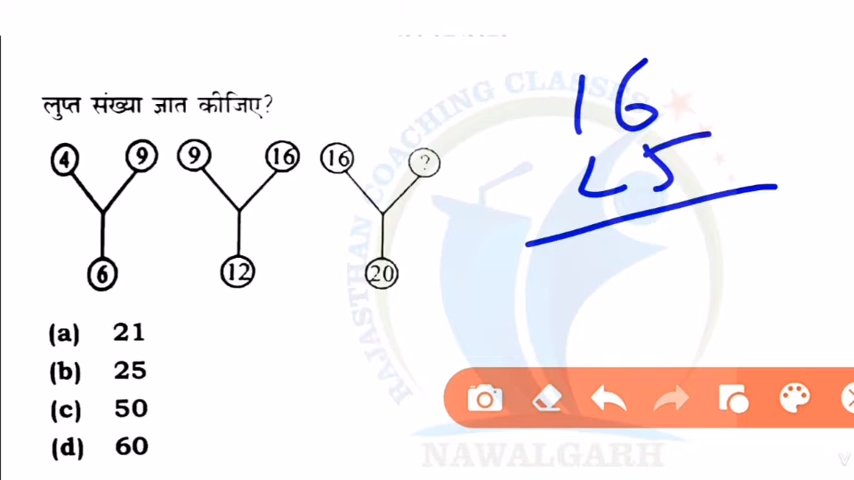 लुप्त संख्या ज्ञात कीजिए?
4 9 9 16 16 ?
6 12 20
(a) 21
(b) 25
(c) 50
(d) 60
16
25
RAJASTHAN COACHING CLASSES
NAWALGARH